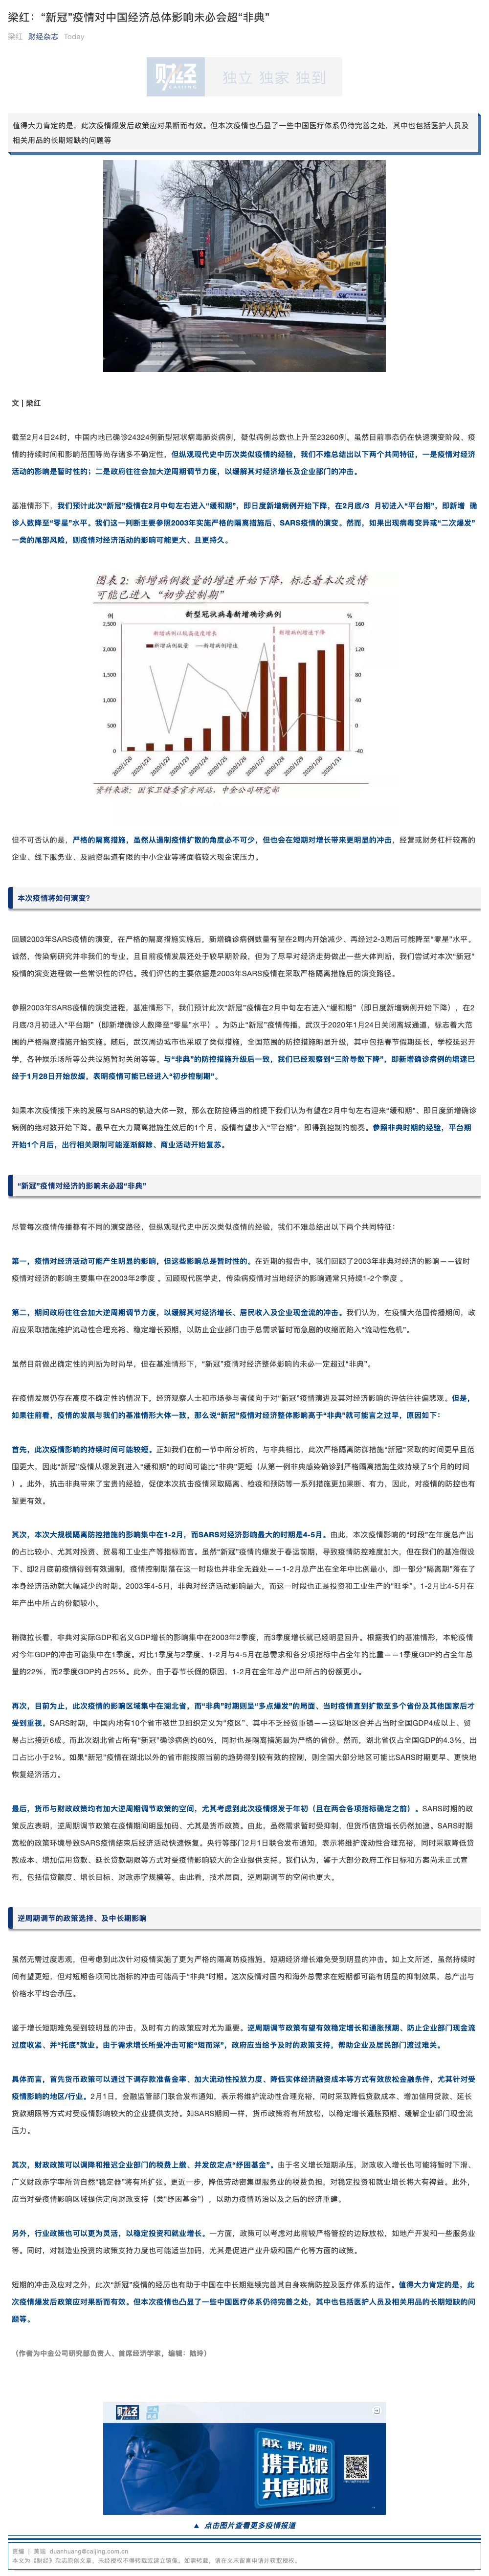 梁红：“新冠”疫情对中国经济总体影响未必会超“非典”
梁红 财经杂志 Today
财经
CAIJING
独立 独家 独到
值得大力肯定的是，此次疫情爆发后政策应对果断而有效。但本次疫情也凸显了一些中国医疗体系仍待完善之处，其中也包括医护人员及
相关用品的长期短缺的问题等
文 | 梁红
截至2月4日24时，中国内地已确诊24324例新型冠状病毒肺炎病例，疑似病例总数也上升至23260例。虽然目前事态仍在快速演变阶段、疫
情的持续时间和影响范围等尚存诸多不确定性，但纵观现代史中历次类似疫情的经验，我们不难总结出以下两个共同特征，一是疫情对经济
活动的影响是暂时性的；二是政府往往会加大逆周期调节力度，以缓解其对经济增长及企业部门的冲击。
基准情形下，我们预计此次“新冠”疫情在2月中旬左右进入“缓和期”，即日度新增病例开始下降，在2月底/3 月初进入“平台期”，即新增 确
诊人数降至“零星”水平。我们这一判断主要参照2003年实施严格的隔离措施后、SARS疫情的演变。然而，如果出现病毒变异或“二次爆发”
一类的尾部风险，则疫情对经济活动的影响可能更大、且更持久。
图表2：新增病例数量的增速开始下降，标志着本次疫情
可能已进入“初步控制期”
新型冠状病毒新增确诊病例
例 %
新增病例以较高速度增长 新增病例增速下降
新增病例数量 新增病例增速
2,500
2,000
1,500
1,000
500
0
160
120
80
40
0
-40
2020/1/20 2020/1/21 2020/1/22 2020/1/23 2020/1/24 2020/1/25 2020/1/26 2020/1/27 2020/1/28 2020/1/29 2020/1/30 2020/1/31
资料来源：国家卫健委官方网站，中金公司研究部
但不可否认的是，严格的隔离措施，虽然从遏制疫情扩散的角度必不可少，但也会在短期对增长带来更明显的冲击，经营或财务杠杆较高的
企业、线下服务业、及融资渠道有限的中小企业等将面临较大现金流压力。
本次疫情将如何演变？
回顾2003年SARS疫情的演变，在严格的隔离措施实施后，新增确诊病例数量有望在2周内开始减少、再经过2-3周后可能降至“零星”水平。
诚然，传染病研究并非我们的专业、且目前疫情发展还处于较早期阶段，但为了尽早对经济走势做出一些大体判断，我们尝试对本次“新冠”
疫情的演变进程做一些常识性的评估。我们评估的主要依据是2003年SARS疫情在采取严格隔离措施后的演变路径。
参照2003年SARS疫情的演变进程，基准情形下，我们预计此次“新冠”疫情在2月中旬左右进入“缓和期”（即日度新增病例开始下降），在2
月底/3月初进入“平台期”（即新增确诊人数降至“零星”水平）。为防止“新冠”疫情传播，武汉于2020年1月24日关闭离城通道，标志着大范
围的严格隔离措施开始实施。随后，武汉周边城市也采取了类似措施，全国范围的防控措施升级，其中包括春节假期延长，学校延迟开
学，各种娱乐场所等公共设施暂时关闭等等。与“非典”的防控措施升级后一致，我们已经观察到“三阶导数下降”，即新增确诊病例的增速已
经于1月28日开始放缓，表明疫情可能已经进入“初步控制期”。
如果本次疫情接下来的发展与SARS的轨迹大体一致，那么在防控得当的前提下我们认为有望在2月中旬左右迎来“缓和期”、即日度新增确诊
病例的绝对数开始下降。最早在大力隔离措施生效后的1个月，疫情有望步入“平台期”，即得到控制的前奏。参照非典时期的经验，平台期
开始1个月后，出行相关限制可能逐渐解除、商业活动开始复苏。
“新冠”疫情对经济的影响未必超“非典”
尽管每次疫情传播都有不同的演变路径，但纵观现代史中历次类似疫情的经验，我们不难总结出以下两个共同特征：
第一，疫情对经济活动可能产生明显的影响，但这些影响总是暂时性的。在近期的报告中，我们回顾了2003年非典对经济的影响——彼时
疫情对经济的影响主要集中在2003年2季度 。回顾现代医学史，传染病疫情对当地经济的影响通常只持续1-2个季度 。
第二，期间政府往往会加大逆周期调节力度，以缓解其对经济增长、居民收入及企业现金流的冲击。我们认为，在疫情大范围传播期间，政
府应采取措施维护流动性合理充裕、稳定增长预期，以防止企业部门由于总需求暂时而急剧的收缩而陷入“流动性危机”。
虽然目前做出确定性的判断为时尚早，但在基准情形下，“新冠”疫情对经济整体影响的未必一定超过“非典”。
在疫情发展仍存在高度不确定性的情况下，经济观察人士和市场参与者倾向于对“新冠”疫情演进及其对经济影响的评估往往偏悲观。但是，
如果往前看，疫情的发展与我们的基准情形大体一致，那么说“新冠”疫情对经济整体影响高于“非典”就可能言之过早，原因如下：
首先，此次疫情影响的持续时间可能较短。正如我们在前一节中所分析的，与非典相比，此次严格隔离防御措施“新冠”采取的时间更早且范
围更大，因此“新冠”疫情从爆发到进入“缓和期”的时间可能比“非典”更短（从第一例非典感染确诊到严格隔离措施生效持续了5个月的时间
）。此外，抗击非典带来了宝贵的经验，促使本次抗击疫情采取隔离、检疫和预防等一系列措施更加果断、有力，因此，对疫情的防控也有
望更有效。
其次，本次大规模隔离防控措施的影响集中在1-2月，而SARS对经济影响最大的时期是4-5月。由此，本次疫情影响的“时段”在年度总产出
的占比较小、尤其对投资、贸易和工业生产等指标而言。虽然“新冠”疫情的爆发于春运前期，导致疫情防控难度加大，但在我们的基准假设
下、即2月底前疫情得到有效遏制，疫情控制期落在这一时段也并非全无益处——1-2月总产出在全年中比例最小，即一部分“隔离期”落在了
本身经济活动就大幅减少的时期。2003年4-5月，非典对经济活动影响最大，而这一时段也正是投资和工业生产的“旺季”。1-2月比4-5月在
年产出中所占的份额较小。
稍微拉长看，非典对实际GDP和名义GDP增长的影响集中在2003年2季度，而3季度增长就已经明显回升。根据我们的基准情形，本轮疫情
对今年GDP的冲击可能集中在1季度。对比1季度与2季度、1-2月与4-5月在总需求和各分项指标中占全年的比重——1季度GDP约占全年总
量的22%，而2季度GDP约占25%。此外，由于春节长假的原因，1-2月在全年总产出中所占的份额更小。
再次，目前为止，此次疫情的影响区域集中在湖北省，而“非典”时期则呈“多点爆发”的局面、当时疫情直到扩散至多个省份及其他国家后才
受到重视。SARS时期，中国内地有10个省市被世卫组织定义为“疫区”、其中不乏经贸重镇——这些地区合并占当时全国GDP4成以上、贸
易占比接近6成。而此次湖北省占所有“新冠”确诊病例约60%，同时也是隔离措施最为严格的省份。然而，湖北省仅占全国GDP的4.3%、出
口占比小于2%。如果“新冠”疫情在湖北以外的省市能按照当前的趋势得到较有效的控制，则全国大部分地区可能比SARS时期更早、更快地
恢复经济活力。
最后，货币与财政政策均有加大逆周期调节政策的空间，尤其考虑到此次疫情爆发于年初（且在两会各项指标确定之前）。SARS时期的政
策反应表明，逆周期调节政策在疫情期间明显加码、尤其是货币政策。由此，虽然需求暂时受抑制，但货币信贷增长仍然加速。SARS时期
宽松的政策环境导致SARS疫情结束后经济活动快速恢复。央行等部门2月1日联合发布通知，表示将维护流动性合理充裕，同时采取降低贷
款成本、增加信用贷款、延长贷款期限等方式对受疫情影响较大的企业提供支持。我们认为，鉴于大部分政府工作目标和方案尚未正式宣
布，包括信贷额度、增长目标、财政赤字规模等。由此看，技术层面，逆周期调节的空间也更大。
逆周期调节的政策选择、及中长期影响
虽然无需过度悲观，但考虑到此次针对疫情实施了更为严格的隔离防疫措施，短期经济增长难免受到明显的冲击。如上文所述，虽然持续时
间有望更短，但对短期各项同比指标的冲击可能高于“非典”时期。这次疫情对国内和海外总需求在短期都可能有明显的抑制效果，总产出与
价格水平均会承压。
鉴于增长短期难免受到较明显的冲击，及时有力的政策应对尤为重要。逆周期调节政策有望有效稳定增长和通胀预期、防止企业部门现金流
过度收紧、并“托底”就业。由于需求增长所受冲击可能“短而深”，政府应当给予及时的政策支持，帮助企业及居民部门渡过难关。
具体而言，首先货币政策可以通过下调存款准备金率、加大流动性投放力度、降低实体经济融资成本等方式有效放松金融条件，尤其针对受
疫情影响的地区/行业。2月1日，金融监管部门联合发布通知，表示将维护流动性合理充裕，同时采取降低贷款成本、增加信用贷款、延长
贷款期限等方式对受疫情影响较大的企业提供支持。如SARS期间一样，货币政策将有所放松，以稳定增长通胀预期、缓解企业部门现金流
压力。
其次，财政政策可以调降和推迟企业部门的税费上缴、并发放定点“纾困基金”。由于名义增长短期承压，财政收入增长也可能将暂时下滑、
广义财政赤字率所谓自然“稳定器”将有所扩张。更近一步，降低劳动密集型服务业的税费负担，对稳定投资和就业增长将大有裨益。此外，
应当对受疫情影响区域提供定向财政支持（类“纾困基金”），以助力疫情防治以及之后的经济重建。
另外，行业政策也可以更为灵活，以稳定投资和就业增长。一方面，政策可以考虑对此前较严格管控的边际放松，如地产开发和一些服务业
等。同时，对制造业投资的政策支持力度也可能适当加码，尤其是促进产业升级和国产化等方面的政策。
短期的冲击及应对之外，此次“新冠”疫情的经历也有助于中国在中长期继续完善其自身疾病防控及医疗体系的运作。值得大力肯定的是，此
次疫情爆发后政策应对果断而有效。但本次疫情也凸显了一些中国医疗体系仍待完善之处，其中也包括医护人员及相关用品的长期短缺的问
题等。
（作者为中金公司研究部负责人、首席经济学家，编辑：陆玲）
财经
真实、科学、建设性
携手战疫
共度时艰
▲ 点击图片查看更多疫情报道
责编 | 黄端 duanhuang@caijing.com.cn
本文为《财经》杂志原创文章，未经授权不得转载或建立镜像。如需转载，请在文末留言申请并获取授权。